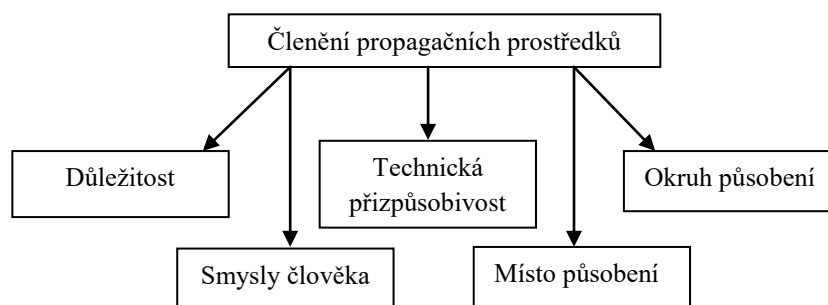 Členění propagačních prostředků
Důležitost
Technická
přizpůsobivost
Okruh působení
Smysly člověka
Místo působení